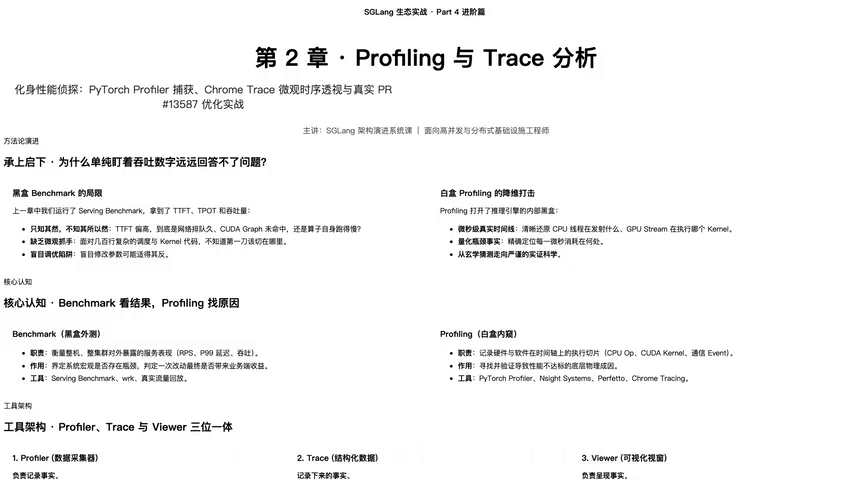 SGLang 生态实战 · Part 4 进阶篇
第 2 章 · Profiling 与 Trace 分析
化身性能侦探：PyTorch Profiler 捕获、Chrome Trace 微观时序透视与真实 PR
#13587 优化实战
主讲：SGLang 架构演进系统课 ｜ 面向高并发与分布式基础设施工程师
方法论演进
承上启下 · 为什么单纯盯着吞吐数字远远回答不了问题？
黑盒 Benchmark 的局限
上一章中我们运行了 Serving Benchmark，拿到了 TTFT、TPOT 和吞吐量：
• 只知其然，不知其所以然：TTFT 偏高，到底是网络排队久、CUDA Graph 未命中，还是算子自身跑得慢？
• 缺乏微观抓手：面对几百行复杂的调度与 Kernel 代码，不知道第一刀该切在哪里。
• 盲目调优陷阱：盲目修改参数可能适得其反。
白盒 Profiling 的降维打击
Profiling 打开了推理引擎的内部黑盒：
• 微秒级真实时间线：清晰还原 CPU 线程在发射什么、GPU Stream 在执行哪个 Kernel。
• 量化瓶颈事实：精确定位每一微秒消耗在何处。
• 从玄学猜测走向严谨的实证科学。
核心认知
核心认知 · Benchmark 看结果，Profiling 找原因
Benchmark（黑盒外测）
• 职责：衡量整机、整集群对外暴露的服务表现（RPS、P99 延迟、吞吐）。
• 作用：界定系统宏观是否存在瓶颈，判定一次改动最终是否带来业务端收益。
• 工具：Serving Benchmark、wrk、真实流量回放。
Profiling（白盒内窥）
• 职责：记录硬件与软件在时间轴上的执行切片（CPU Op、CUDA Kernel、通信 Event）。
• 作用：寻找并验证导致性能不达标的底层物理成因。
• 工具：PyTorch Profiler、Nsight Systems、Perfetto、Chrome Tracing。
工具架构
工具架构 · Profiler、Trace 与 Viewer 三位一体
1. Profiler (数据采集器)
负责记录事实。
2. Trace (结构化数据)
记录下来的事实。
3. Viewer (可视化视窗)
负责呈现事实。